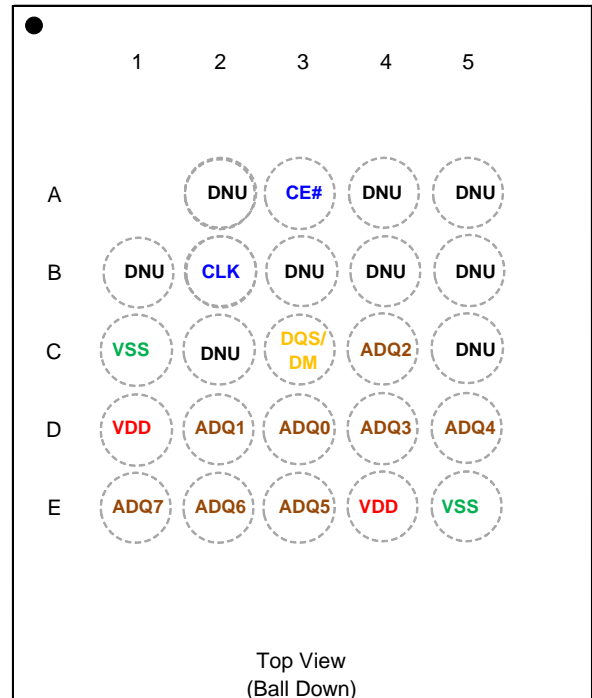 1 2 3 4 5
A DNU CE# DNU DNU
B DNU CLK DNU DNU DNU
C VSS DNU DQS/ DM ADQ2 DNU
D VDD ADQ1 ADQ0 ADQ3 ADQ4
E ADQ7 ADQ6 ADQ5 VDD VSS
Top View
(Ball Down)